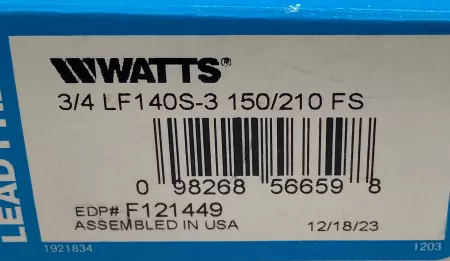 WATTS®
3/4 LF140S-3 150/210 FS
0 98268 56659 8
EDP# F121449
ASSEMBLED IN USA 12/18/23
1921834 1203